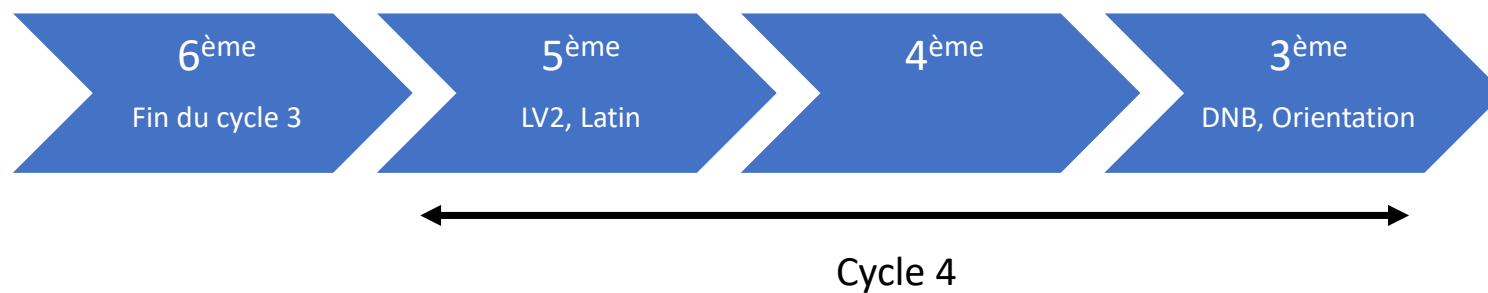 6ème
Fin du cycle 3
5ème
LV2, Latin
4ème
3ème
DNB, Orientation
Cycle 4